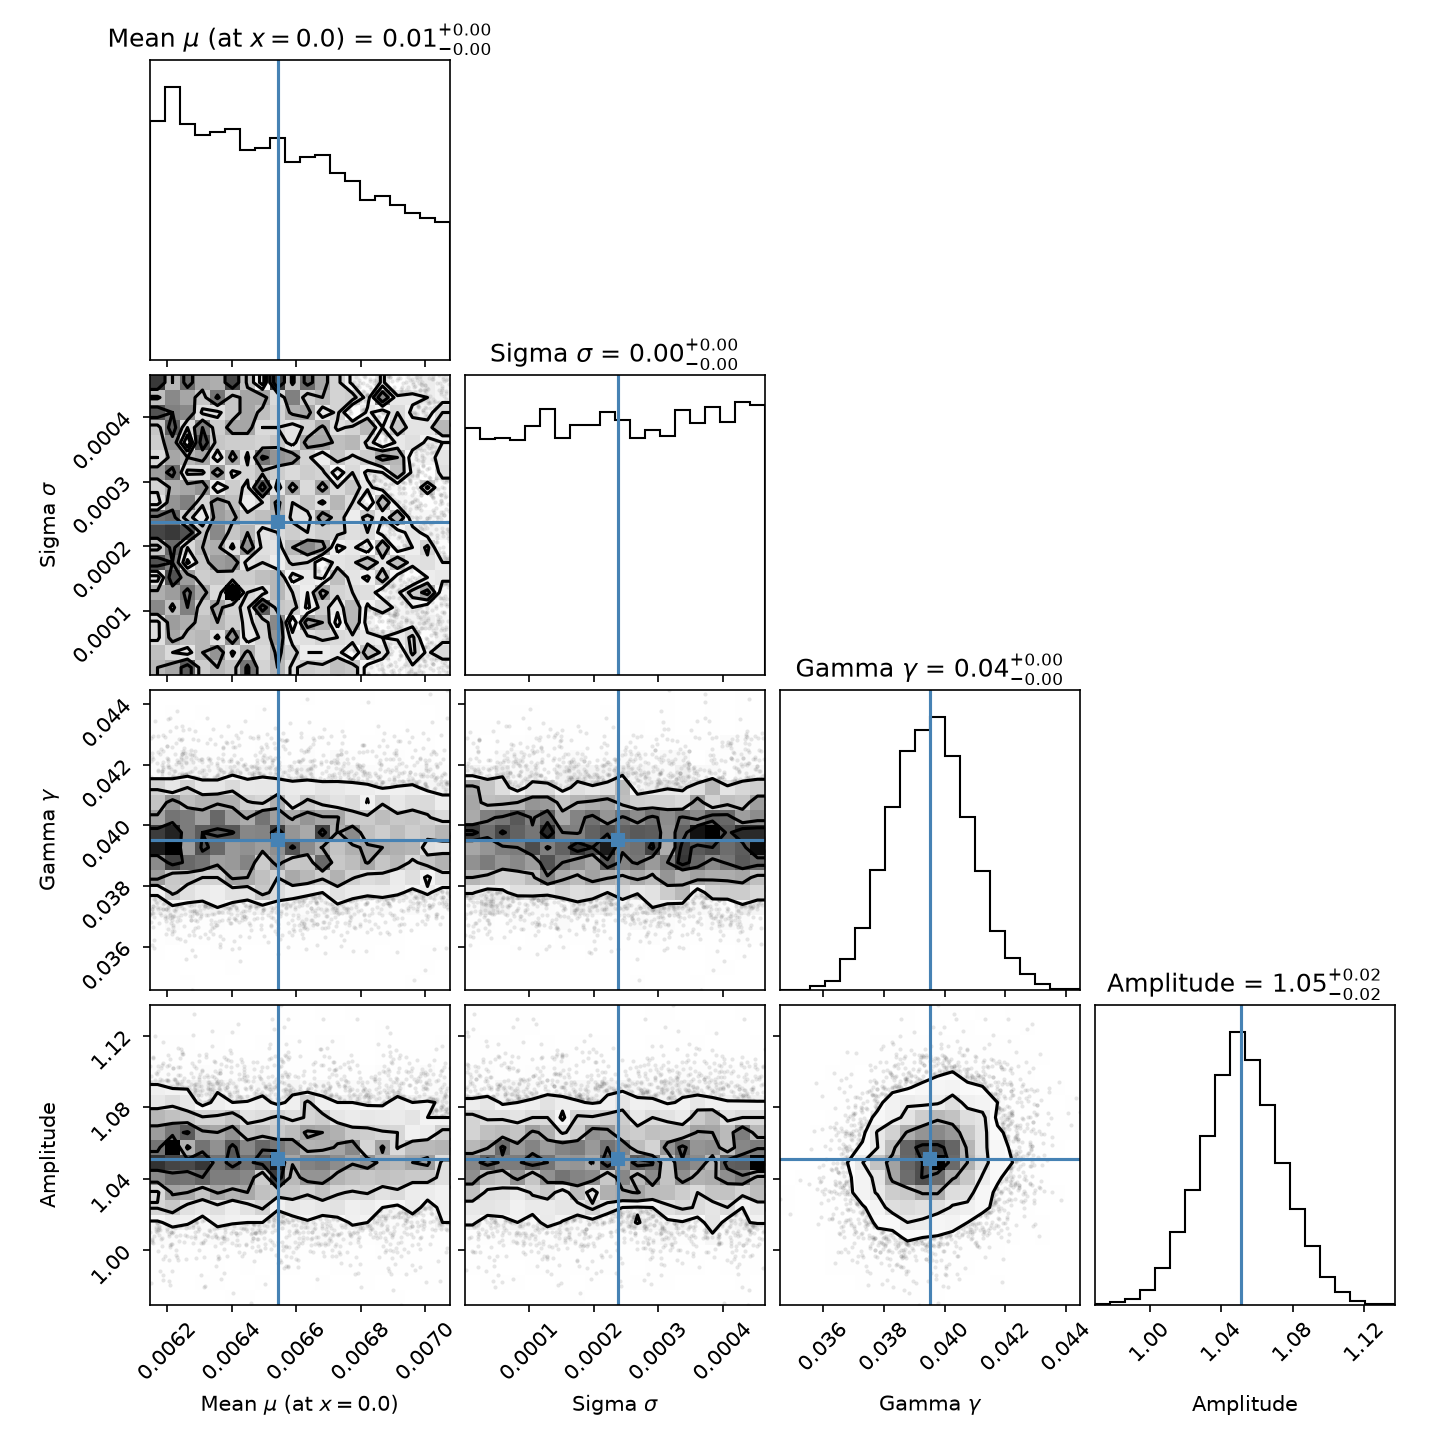 Mean μ (at x = 0.0) = 0.01+0.00 −0.00
Sigma σ = 0.00+0.00 −0.00
0.0004
0.0003
0.0002
0.0001
Sigma σ
Gamma γ = 0.04+0.00 −0.00
0.044
0.042
0.040
0.038
0.036
Gamma γ
Amplitude = 1.05+0.02 −0.02
1.12
1.08
1.04
1.00
Amplitude
0.0062 0.0064 0.0066 0.0068 0.0070 0.0001 0.0002 0.0003 0.0004 0.036 0.038 0.040 0.042 0.044 1.00 1.04 1.08 1.12
Mean μ (at x = 0.0) Sigma σ Gamma γ Amplitude